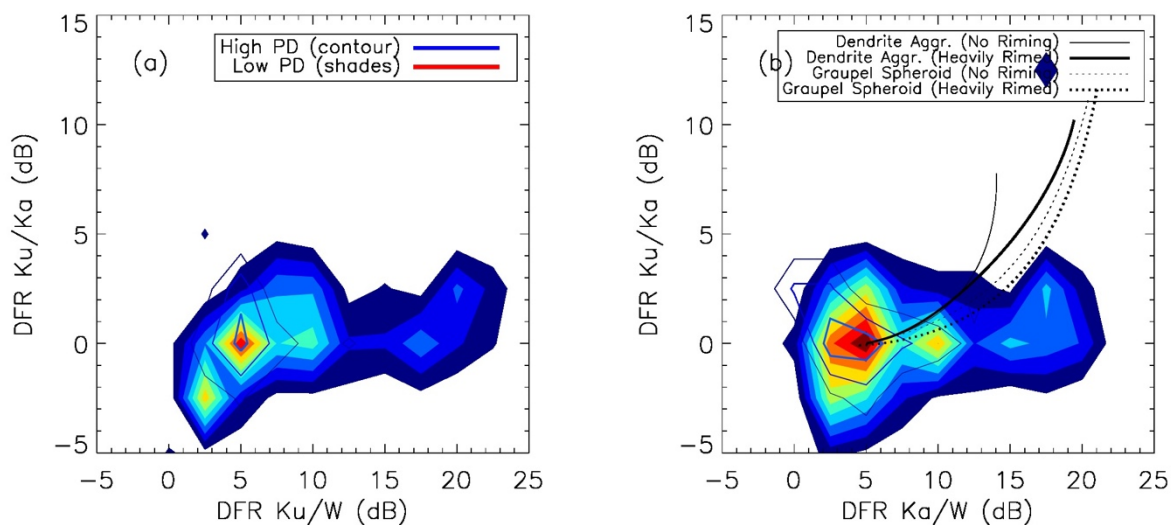 (a)
High PD (contour)
Low PD (shades)
15
10
5
0
-5
DFR Ku/Ka (dB)
-5 0 5 10 15 20 25
DFR Ku/W (dB)
(b)
Dendrite Aggr. (No Riming)
Dendrite Aggr. (Heavily Rimed)
Graupel Spheroid (No Riming)
Graupel Spheroid (Heavily Rimed)
15
10
5
0
-5
DFR Ku/Ka (dB)
-5 0 5 10 15 20 25
DFR Ka/W (dB)